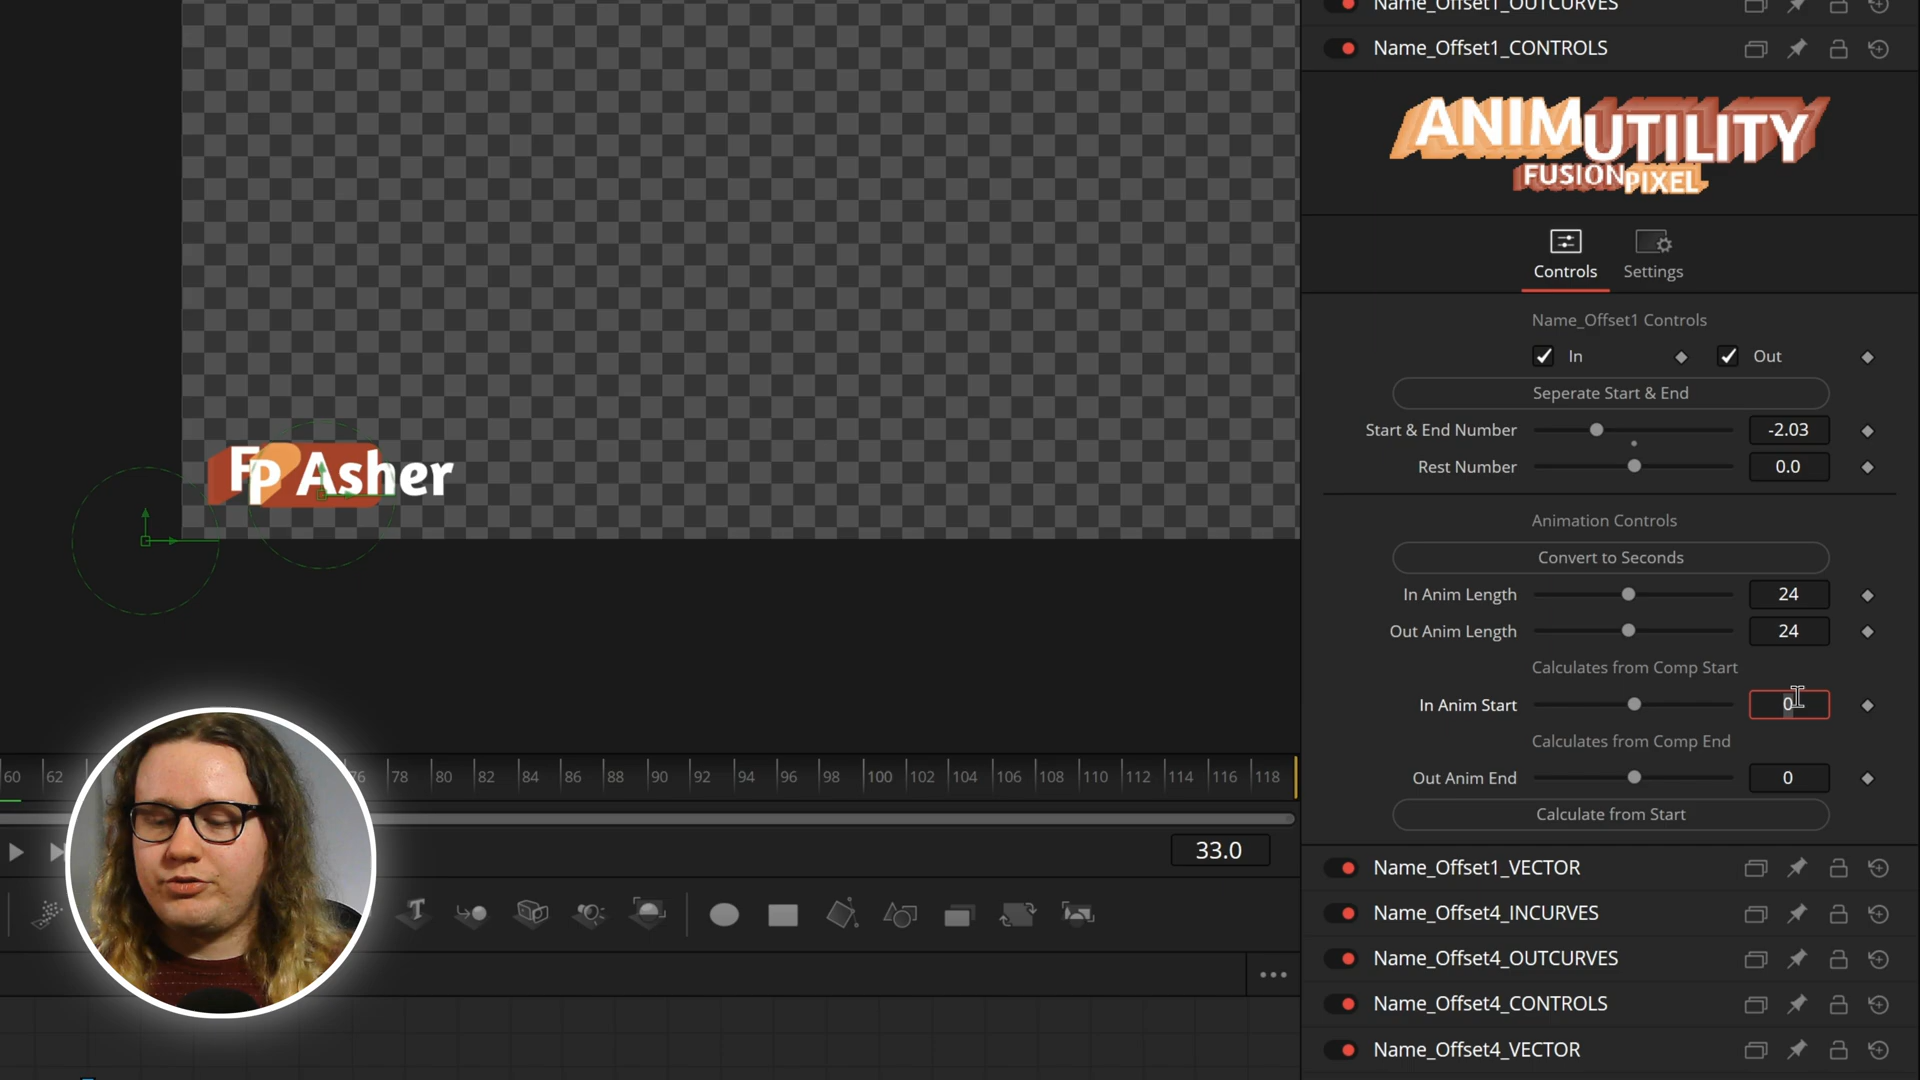 Name_Offset1_OUTCURVES
Name_Offset1_CONTROLS
ANIMUTILITY
FUSIONPIXEL
Controls
Settings
Name_Offset1 Controls
In
Out
Seperate Start & End
Start & End Number
-2.03
Rest Number
0.0
Animation Controls
Convert to Seconds
In Anim Length
24
Out Anim Length
24
Calculates from Comp Start
In Anim Start
0
Calculates from Comp End
Out Anim End
0
Calculate from Start
Name_Offset1_VECTOR
Name_Offset4_INCURVES
Name_Offset4_OUTCURVES
Name_Offset4_CONTROLS
Name_Offset4_VECTOR
Fp Asher
60 62 76 78 80 82 84 86 88 90 92 94 96 98 100 102 104 106 108 110 112 114 116 118
33.0